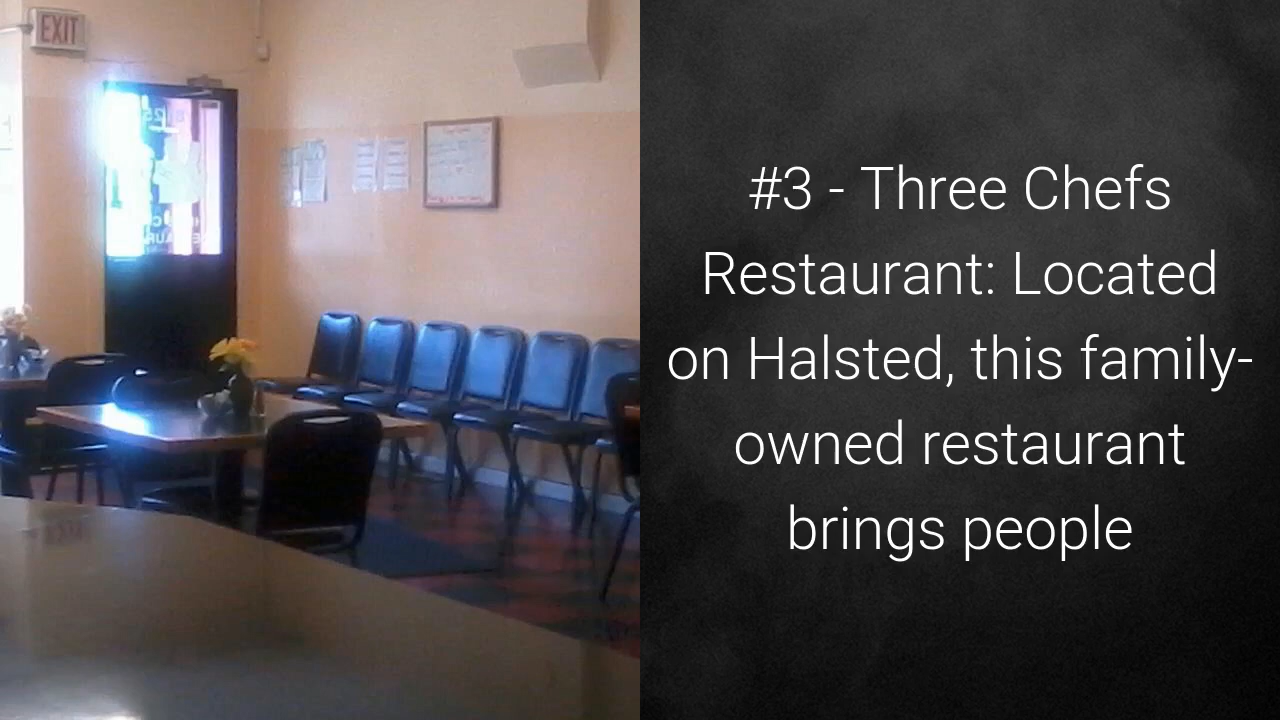 EXIT
#3 - Three Chefs
Restaurant: Located
on Halsted, this family-
owned restaurant
brings people